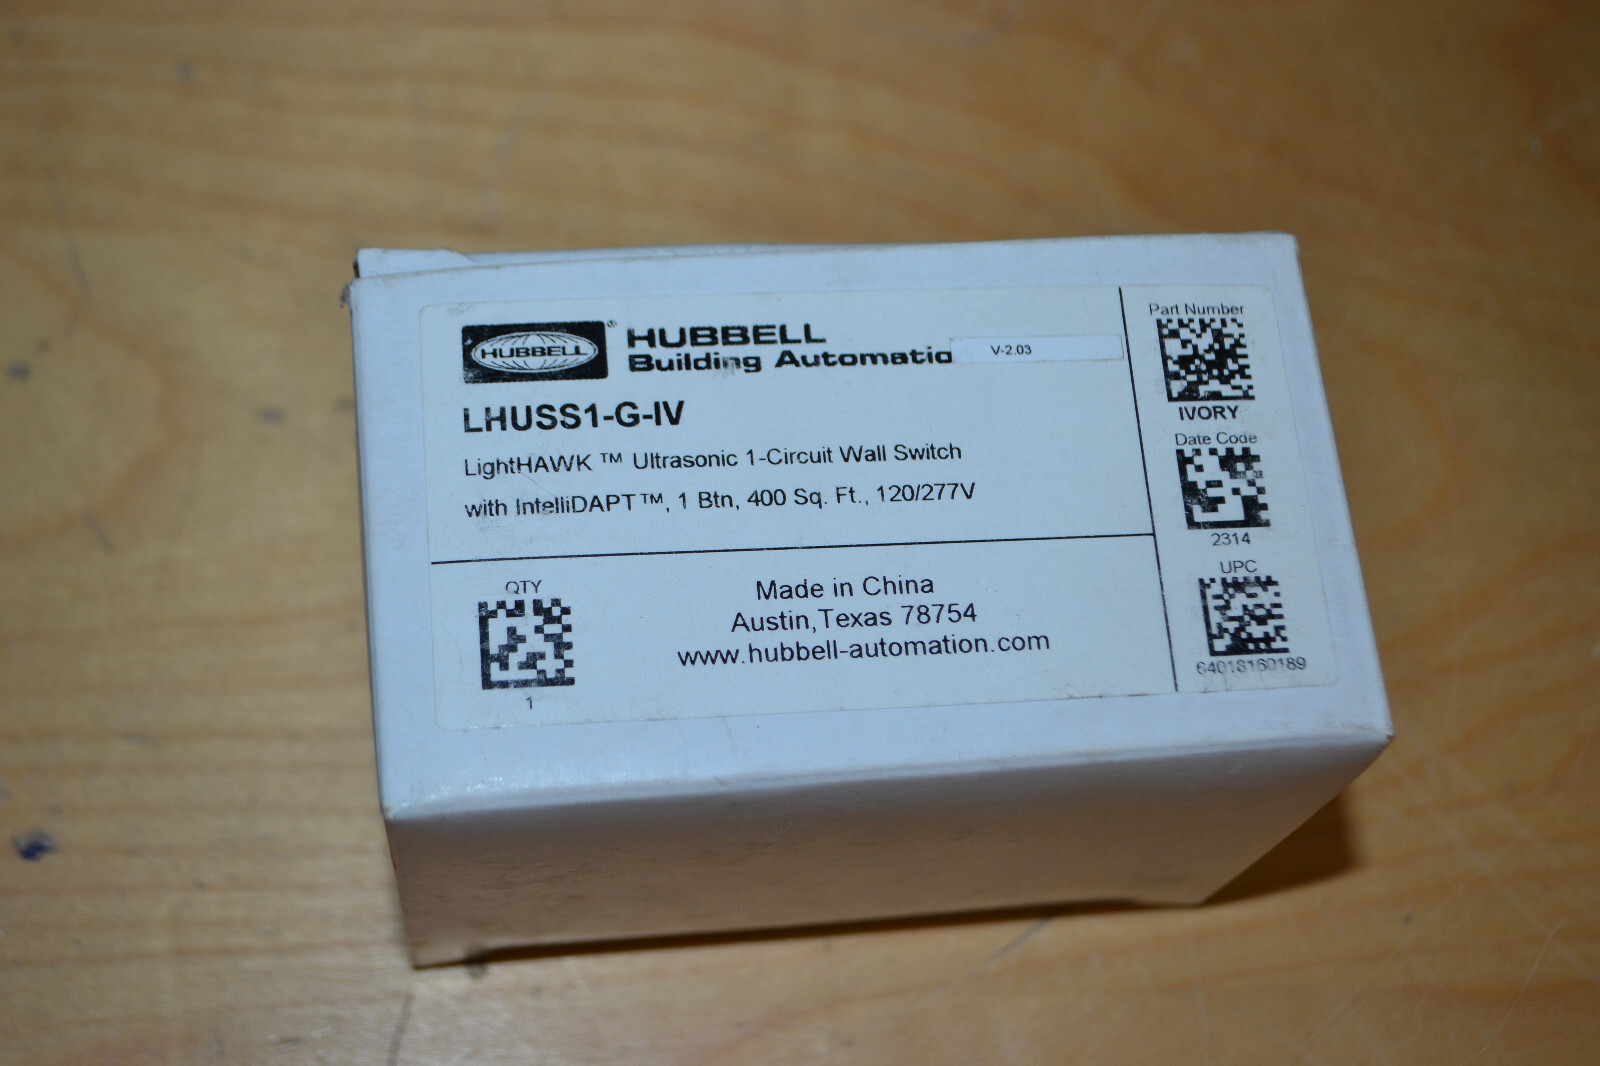 HUBBELL ®
HUBBELL
Building Automatio
V-2.03
LHUSS1-G-IV
LightHAWK ™ Ultrasonic 1-Circuit Wall Switch
with IntelliDAPT™, 1 Btn, 400 Sq. Ft., 120/277V
Part Number
IVORY
Date Code
2314
UPC
64018160189
QTY
1
Made in China
Austin,Texas 78754
www.hubbell-automation.com